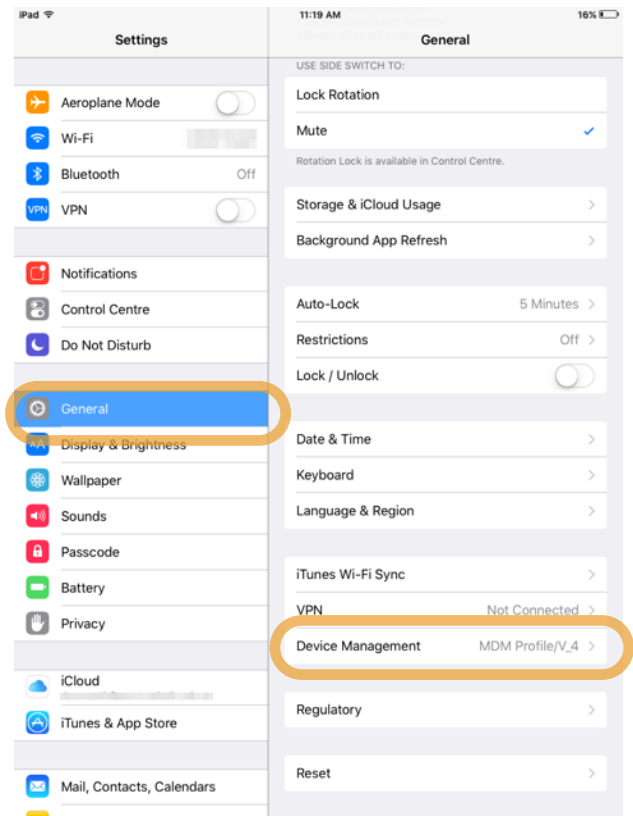 iPad
11:19 AM
16%
Settings
General
Aeroplane Mode
Wi-Fi
Bluetooth Off
VPN VPN
Notifications
Control Centre
Do Not Disturb
General
AA Display & Brightness
Wallpaper
Sounds
Passcode
Battery
Privacy
iCloud
iTunes & App Store
Mail, Contacts, Calendars
USE SIDE SWITCH TO:
Lock Rotation
Mute
Rotation Lock is available in Control Centre.
Storage & iCloud Usage
Background App Refresh
Auto-Lock 5 Minutes
Restrictions Off
Lock / Unlock
Date & Time
Keyboard
Language & Region
iTunes Wi-Fi Sync
VPN Not Connected
Device Management MDM Profile/V_4
Regulatory
Reset